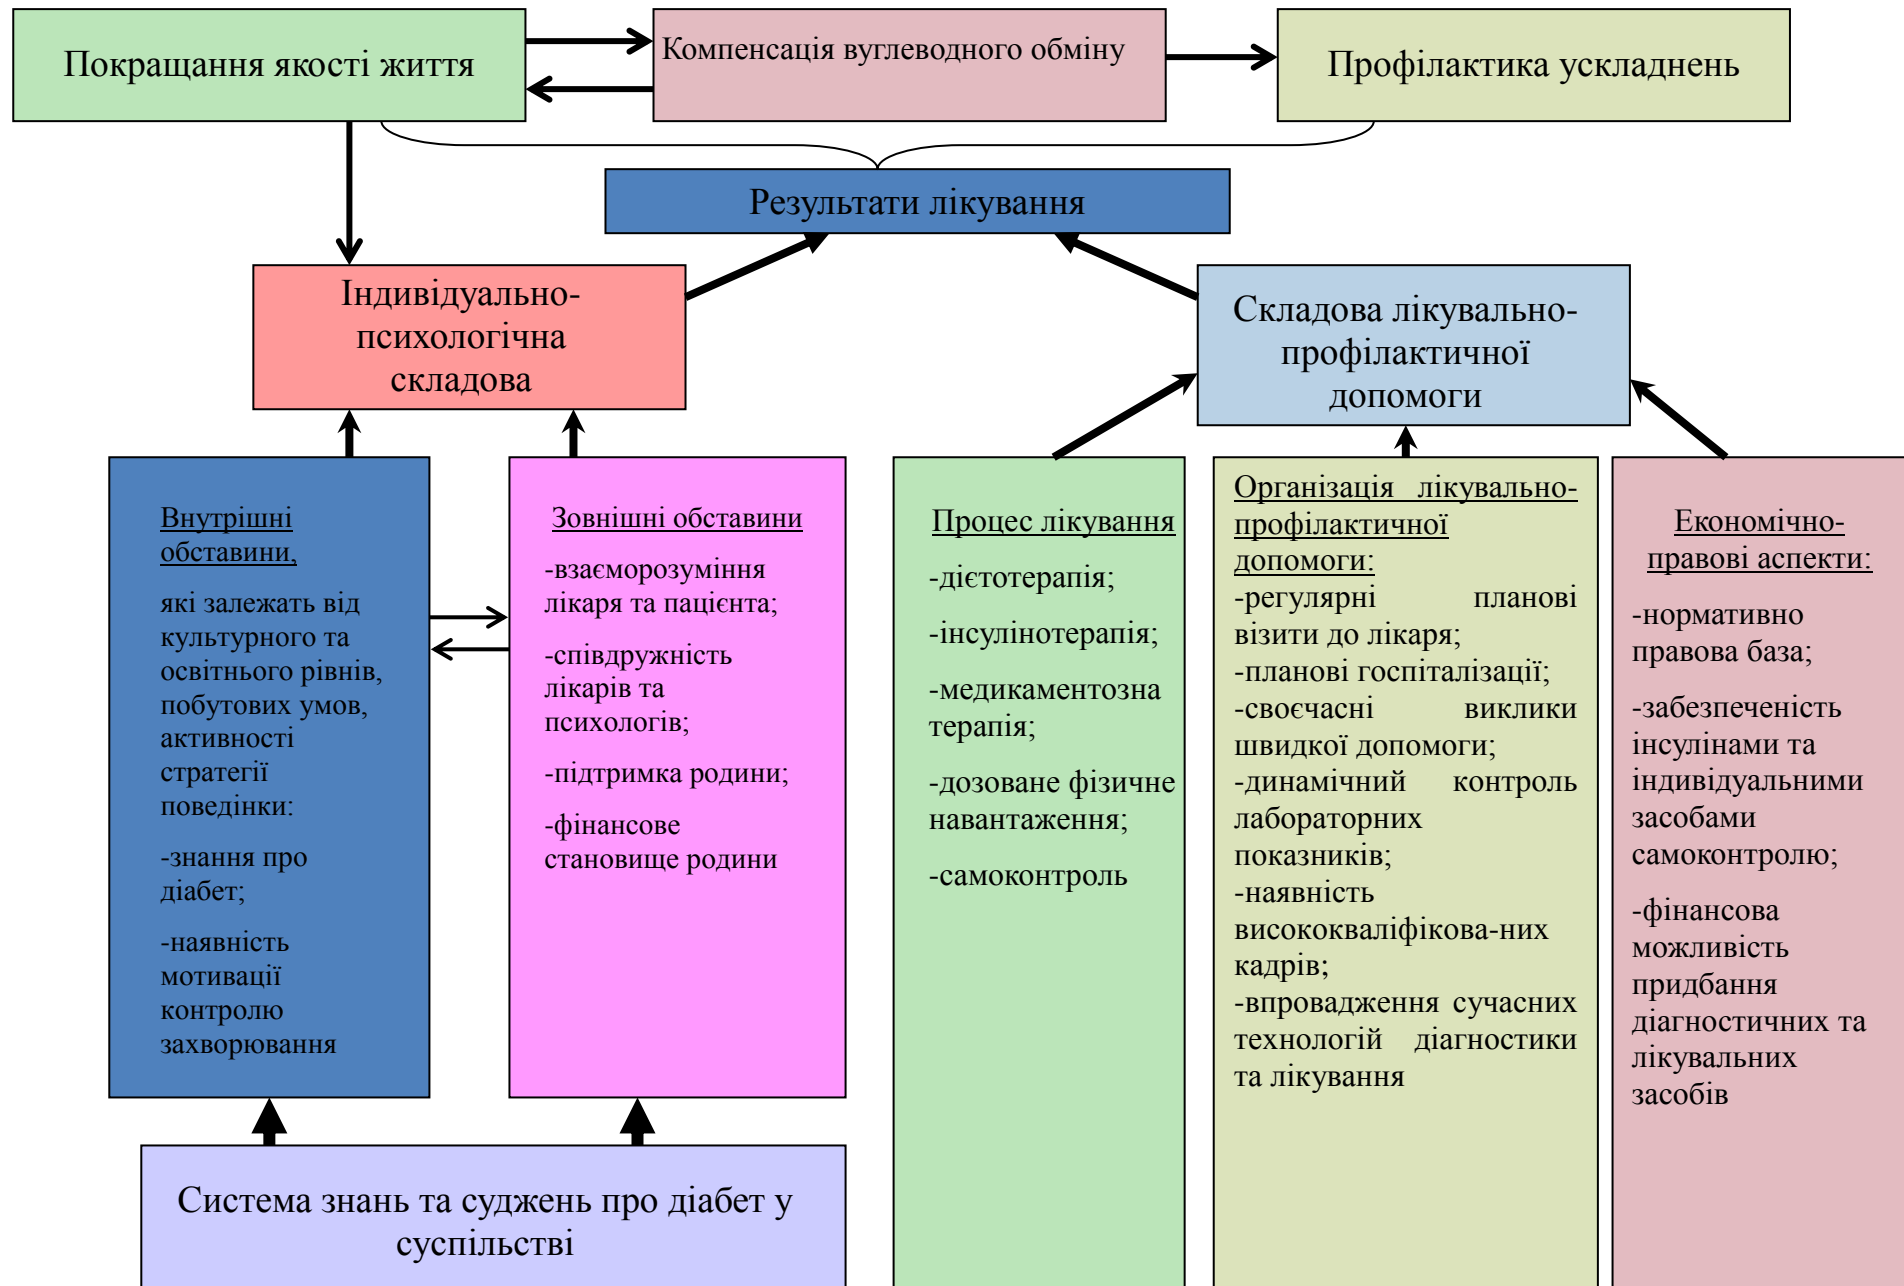 Покращання якості життя
Компенсація вуглеводного обміну
Профілактика ускладнень
Результати лікування
Індивідуально-
психологічна
складова
Складова лікувально-
профілактичної
допомоги
Внутрішні
обставини,
які залежать від
культурного та
освітнього рівнів,
побутових умов,
активності
стратегії
поведінки:
-знання про
діабет;
-наявність
мотивації
контролю
захворювання
Зовнішні обставини
-взаєморозуміння
лікаря та пацієнта;
-співдружність
лікарів та
психологів;
-підтримка родини;
-фінансове
становище родини
Процес лікування
-дієтотерапія;
-інсулінотерапія;
-медикаментозна
терапія;
-дозоване фізичне
навантаження;
-самоконтроль
Організація лікувально-
профілактичної
допомоги:
-регулярні планові
візити до лікаря;
-планові госпіталізації;
-своєчасні виклики
швидкої допомоги;
-динамічний контроль
лабораторних
показників;
-наявність
висококваліфікова-них
кадрів;
-впровадження сучасних
технологій діагностики
та лікування
Економічно-
правові аспекти:
-нормативно
правова база;
-забезпеченість
інсулінами та
індивідуальними
засобами
самоконтролю;
-фінансова
можливість
придбання
діагностичних та
лікувальних
засобів
Система знань та суджень про діабет у
суспільстві